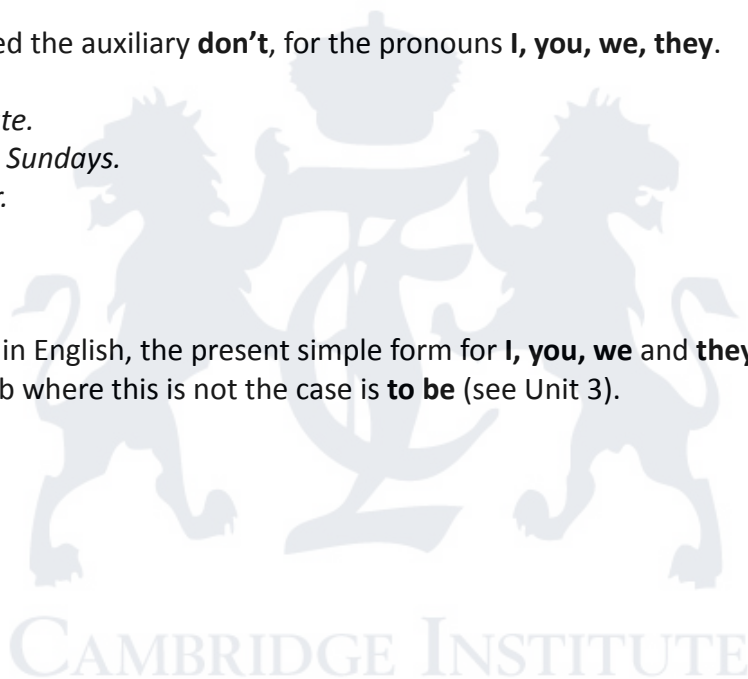 ed the auxiliary don’t, for the pronouns I, you, we, they.
te.
Sundays.
r.
in English, the present simple form for I, you, we and they
b where this is not the case is to be (see Unit 3).
CAMBRIDGE INSTITUTE